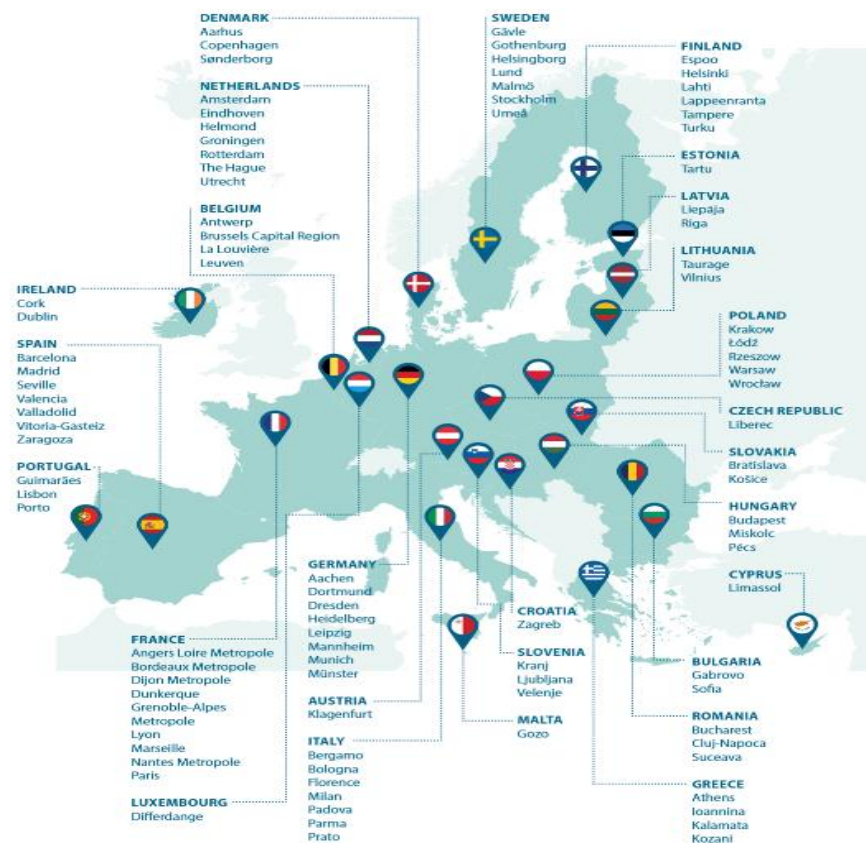 DENMARK
Aarhus
Copenhagen
Sønderborg
NETHERLANDS
Amsterdam
Eindhoven
Helmond
Groningen
Rotterdam
The Hague
Utrecht
BELGIUM
Antwerp
Brussels Capital Region
La Louvière
Leuven
IRELAND
Cork
Dublin
SPAIN
Barcelona
Madrid
Seville
Valencia
Valladolid
Vitoria-Gasteiz
Zaragoza
PORTUGAL
Guimarães
Lisbon
Porto
SWEDEN
Gävle
Gothenburg
Helsingborg
Lund
Malmö
Stockholm
Umeå
FINLAND
Espoo
Helsinki
Lahti
Lappeenranta
Tampere
Turku
ESTONIA
Tartu
LATVIA
Liepāja
Riga
LITHUANIA
Taurage
Vilnius
POLAND
Krakow
Łódź
Rzeszow
Warsaw
Wrocław
CZECH REPUBLIC
Liberec
SLOVAKIA
Bratislava
Košice
HUNGARY
Budapest
Miskolc
Pécs
CYPRUS
Limassol
FRANCE
Angers Loire Metropole
Bordeaux Metropole
Dijon Metropole
Dunkerque
Grenoble-Alpes
Metropole
Lyon
Marseille
Nantes Metropole
Paris
LUXEMBOURG
Differdange
GERMANY
Aachen
Dortmund
Dresden
Heidelberg
Leipzig
Mannheim
Munich
Münster
AUSTRIA
Klagenfurt
ITALY
Bergamo
Bologna
Florence
Milan
Padova
Parma
Prato
CROATIA
Zagreb
SLOVENIA
Kranj
Ljubljana
Velenje
MALTA
Gozo
BULGARIA
Gabrovo
Sofia
ROMANIA
Bucharest
Cluj-Napoca
Suceava
GREECE
Athens
Ioannina
Kalamata
Kozani